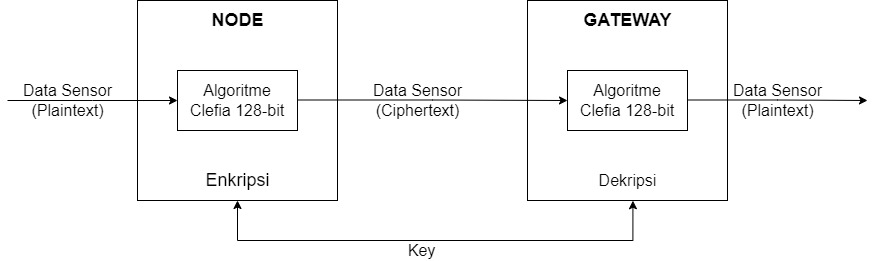 NODE
GATEWAY
Data Sensor
(Plaintext)
Algoritme
Clefia 128-bit
Data Sensor
(Ciphertext)
Algoritme
Clefia 128-bit
Data Sensor
(Plaintext)
Enkripsi
Dekripsi
Key